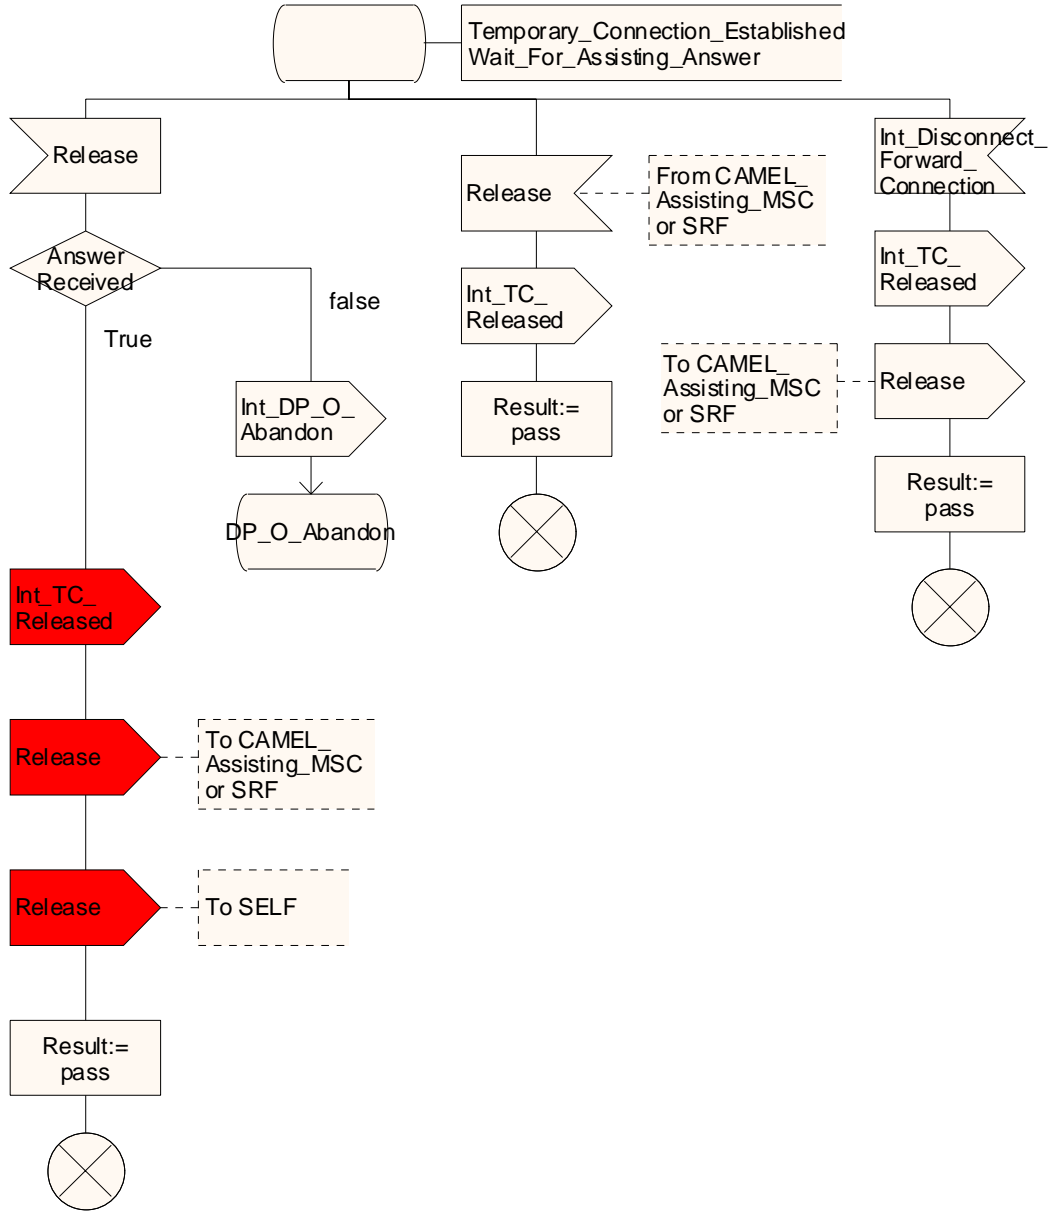 Temporary_Connection_Established
Wait_For_Assisting_Answer
Release
Answer
Received
false
True
Int_DP_O_
Abandon
DP_O_Abandon
Int_TC_
Released
Release
To CAMEL_
Assisting_MSC
or SRF
Release
To SELF
Result:=
pass
Release
From CAMEL_
Assisting_MSC
or SRF
Int_TC_
Released
Result:=
pass
Int_Disconnect_
Forward_
Connection
Int_TC_
Released
Release
To CAMEL_
Assisting_MSC
or SRF
Result:=
pass